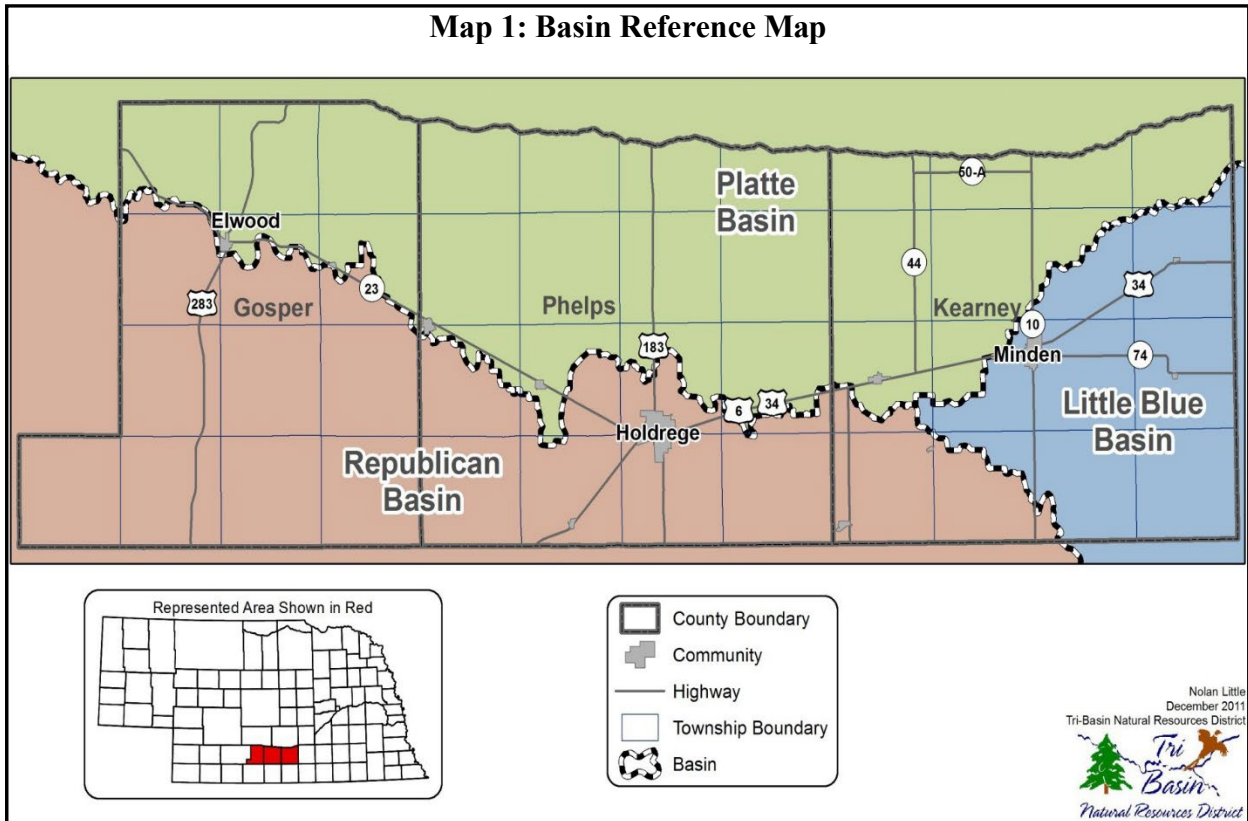 Map 1: Basin Reference Map
Platte
Basin
50-A
Elwood
44
34
283
Gosper
23
Phelps
Kearney
10
183
Minden
74
6
34
Little Blue
Basin
Holdrege
Republican
Basin
Represented Area Shown in Red
County Boundary
Community
Highway
Township Boundary
Basin
Nolan Little
December 2011
Tri-Basin Natural Resources District
Tri
Basin
Natural Resources District